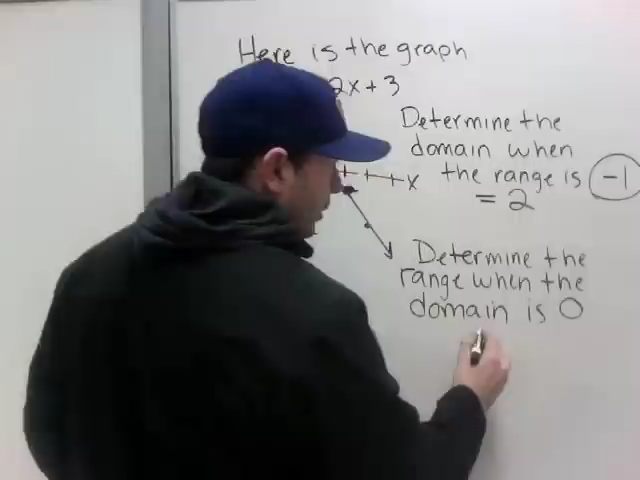 Here is the graph
2x+3
Determine the
domain when
the range is -1
= 2
x
Determine the
range when the
domain is 0